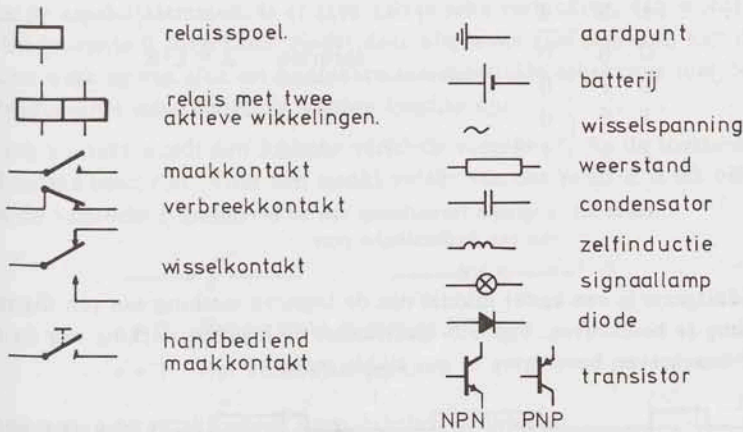 relaisspoel.
relais met twee
aktieve wikkelingen.
maakkontakt
verbreekkontakt
wisselkontakt
handbediend
maakkontakt
aardpunt
batterij
wisselspanning
weerstand
condensator
zelfinductie
signaallamp
diode
transistor
NPN PNP